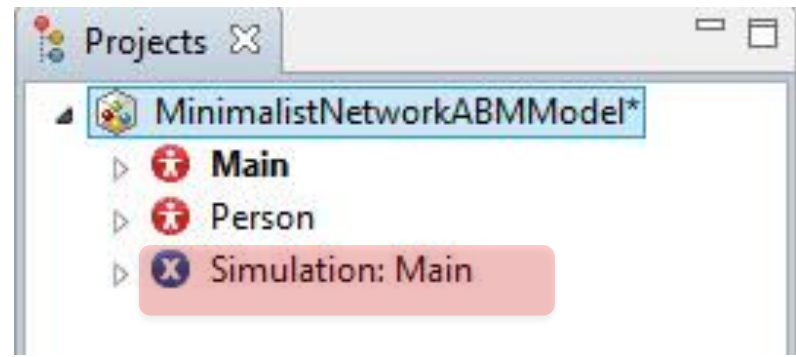 Projects
MinimalistNetworkABMModel*
Main
Person
Simulation: Main